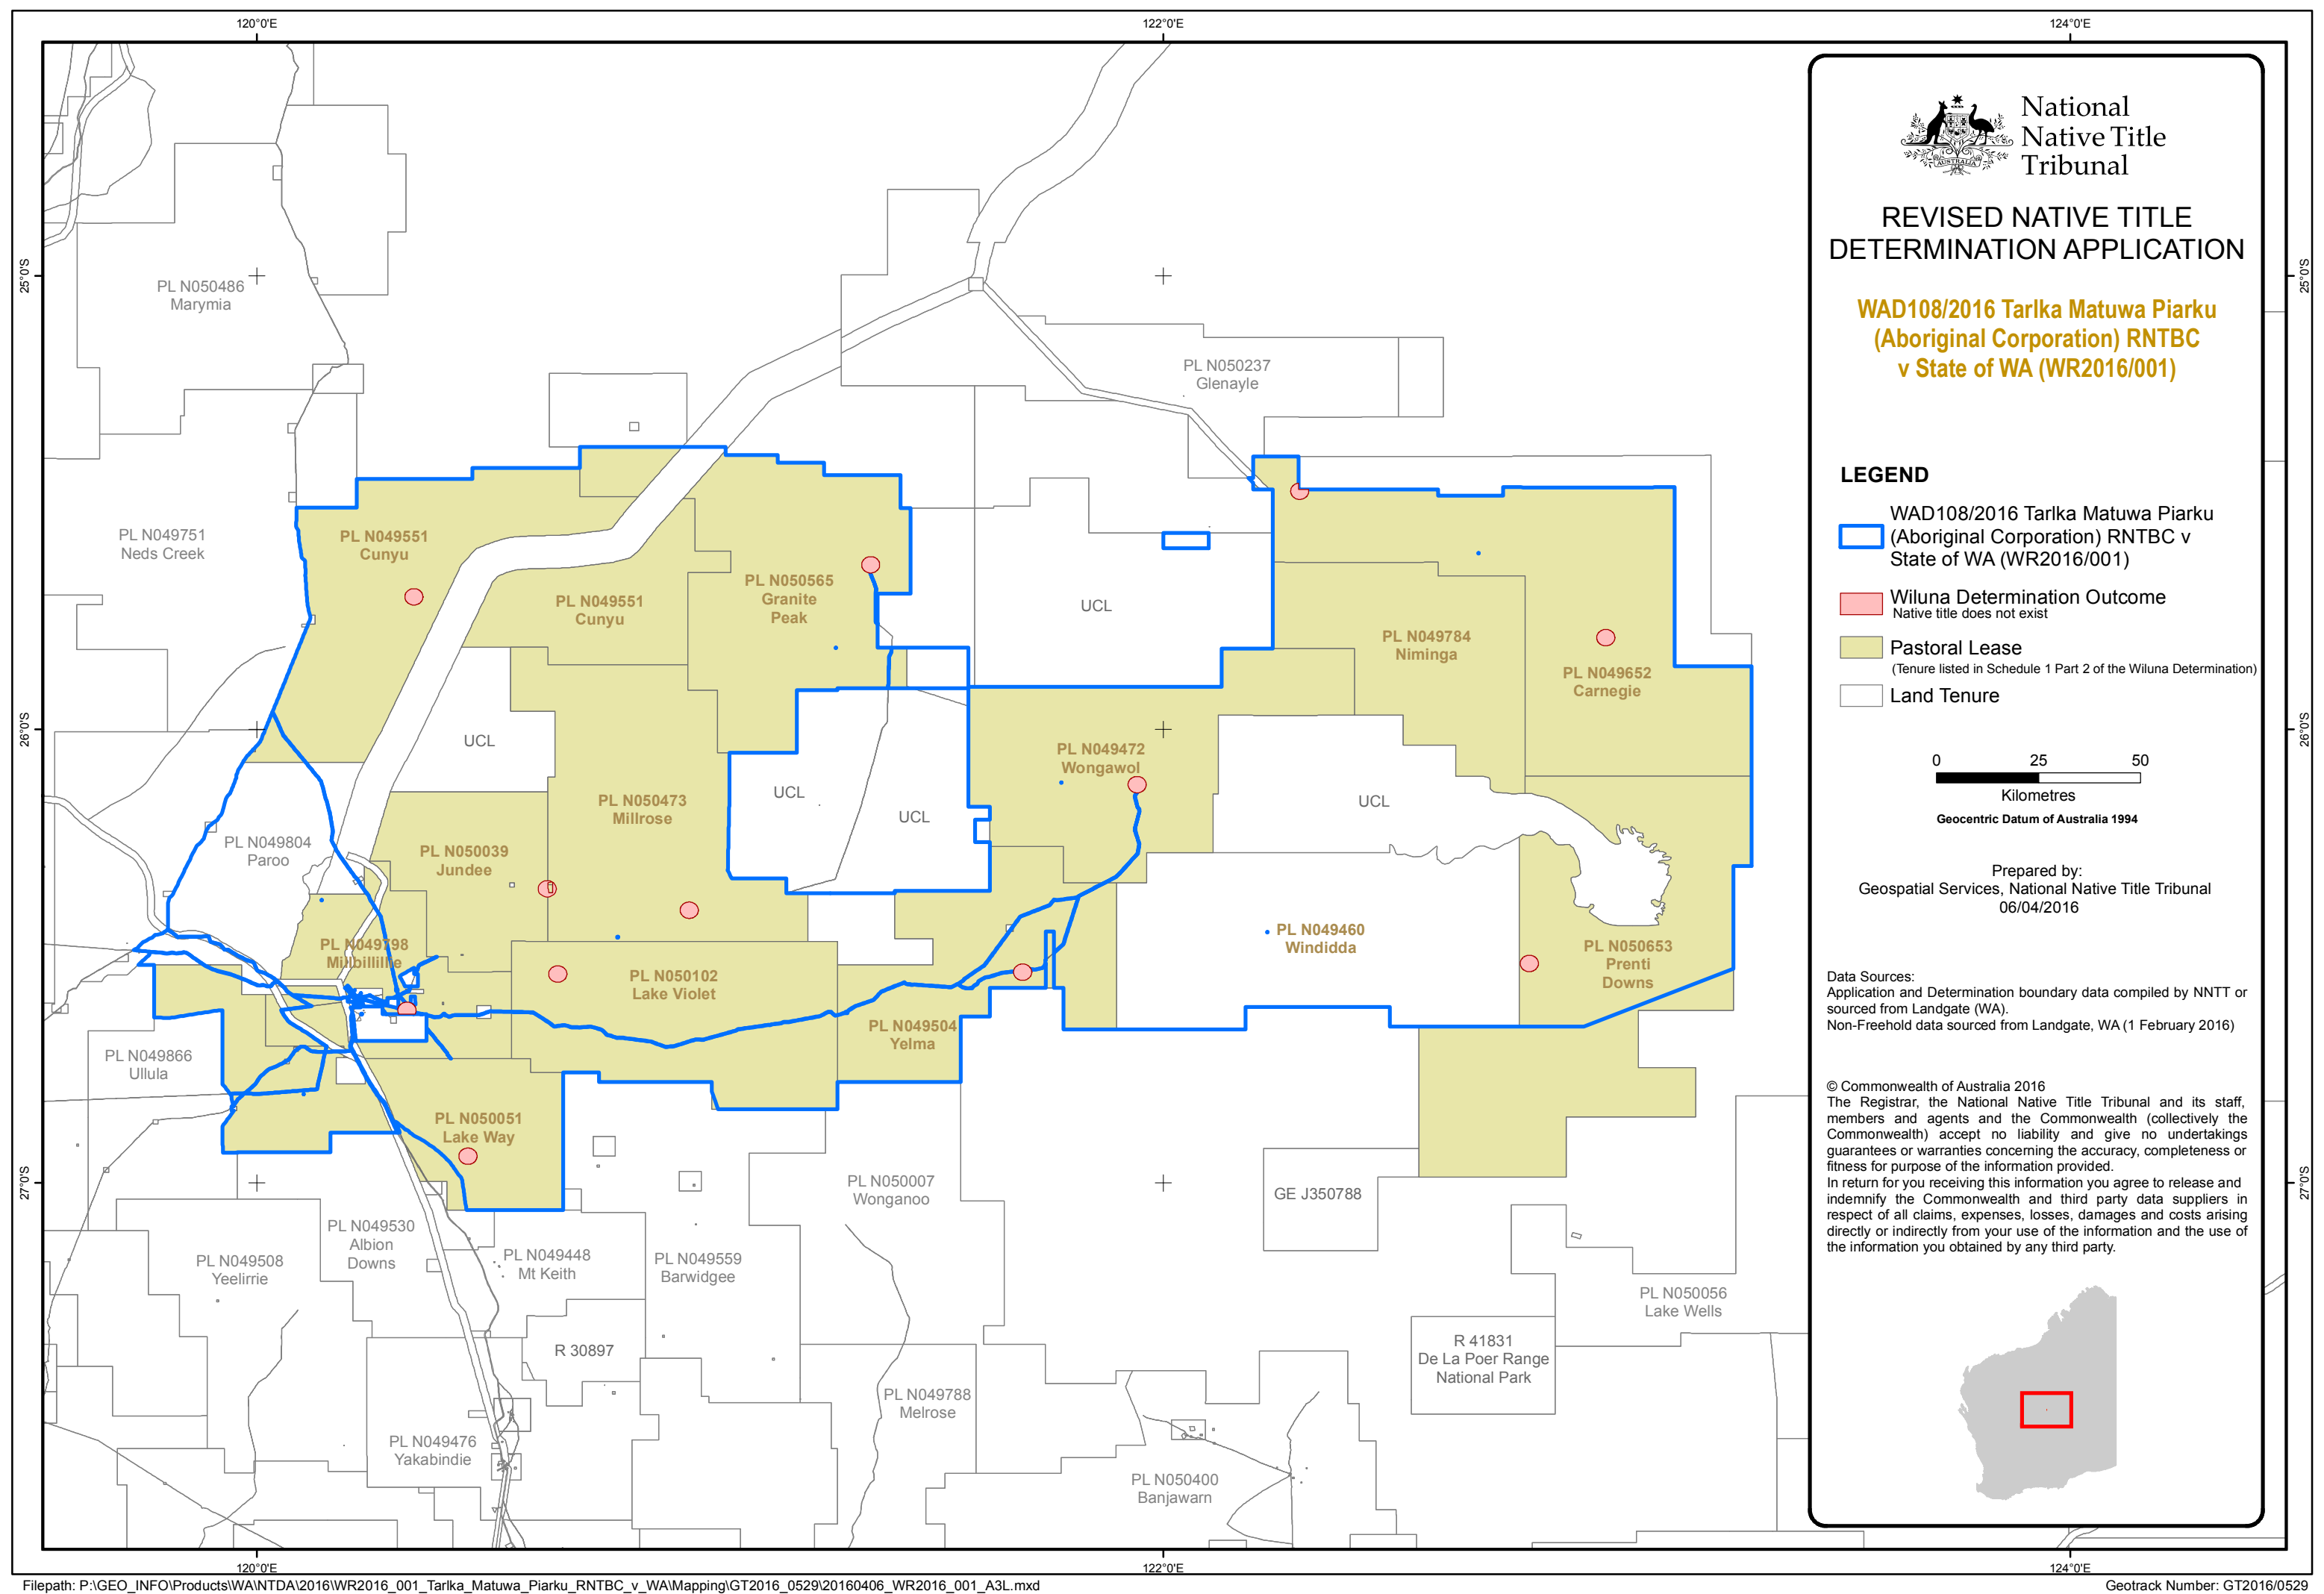 120°0'E
122°0'E
124°0'E
25°0'S
26°0'S
27°0'S
25°0'S
26°0'S
27°0'S
PL N050486
Marymia
PL N050237
Glenayle
PL N049751
Neds Creek
PL N049551
Cunyu
PL N049551
Cunyu
PL N050565
Granite
Peak
UCL
PL N049784
Niminga
PL N049652
Carnegie
UCL
PL N049472
Wongawol
PL N050473
Millrose
UCL
UCL
UCL
PL N049804
Paroo
PL N050039
Jundee
PL N049798
Millbillillie
PL N050102
Lake Violet
PL N049460
Windidda
PL N050653
Prenti
Downs
PL N049504
Yelma
PL N049866
Ullula
PL N050051
Lake Way
PL N050007
Wonganoo
GE J350788
PL N049530
Albion
Downs
PL N049508
Yeelirrie
PL N049448
Mt Keith
PL N049559
Barwidgee
PL N050056
Lake Wells
R 30897
R 41831
De La Poer Range
National Park
PL N049788
Melrose
PL N049476
Yakabindie
PL N050400
Banjawarn
AUSTRALIA
National
Native Title
Tribunal
REVISED NATIVE TITLE
DETERMINATION APPLICATION
WAD108/2016 Tarlka Matuwa Piarku
(Aboriginal Corporation) RNTBC
v State of WA (WR2016/001)
LEGEND
WAD108/2016 Tarlka Matuwa Piarku
(Aboriginal Corporation) RNTBC v
State of WA (WR2016/001)
Wiluna Determination Outcome
Native title does not exist
Pastoral Lease
(Tenure listed in Schedule 1 Part 2 of the Wiluna Determination)
Land Tenure
0 25 50
Kilometres
Geocentric Datum of Australia 1994
Prepared by:
Geospatial Services, National Native Title Tribunal
06/04/2016
Data Sources:
Application and Determination boundary data compiled by NNTT or
sourced from Landgate (WA).
Non-Freehold data sourced from Landgate, WA (1 February 2016)
© Commonwealth of Australia 2016
The Registrar, the National Native Title Tribunal and its staff,
members and agents and the Commonwealth (collectively the
Commonwealth) accept no liability and give no undertakings
guarantees or warranties concerning the accuracy, completeness or
fitness for purpose of the information provided.
In return for you receiving this information you agree to release and
indemnify the Commonwealth and third party data suppliers in
respect of all claims, expenses, losses, damages and costs arising
directly or indirectly from your use of the information and the use of
the information you obtained by any third party.
120°0'E
122°0'E
124°0'E
Filepath: P:\GEO_INFO\Products\WA\NTDA\2016\WR2016_001_Tarlka_Matuwa_Piarku_RNTBC_v_WA\Mapping\GT2016_0529\20160406_WR2016_001_A3L.mxd
Geotrack Number: GT2016/0529